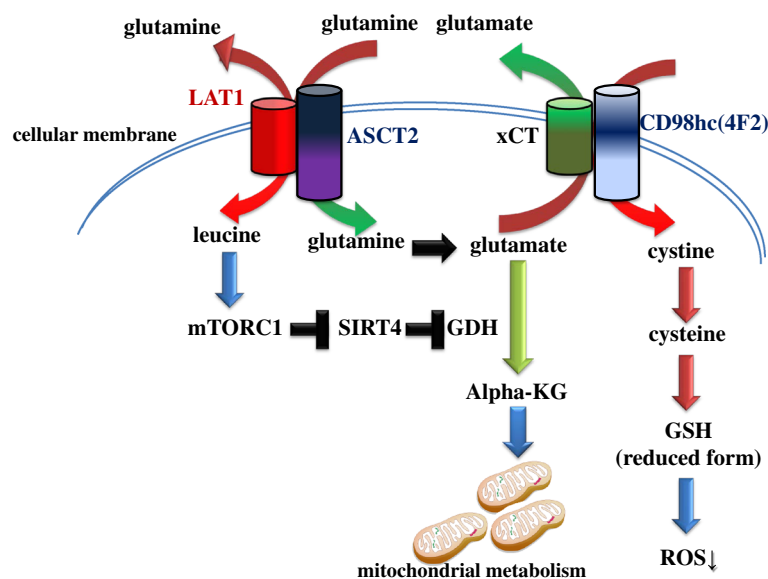 glutamine
glutamine
glutamate
LAT1
cellular membrane
ASCT2
xCT
CD98hc(4F2)
leucine
glutamine
glutamate
cystine
mTORC1
SIRT4
GDH
cysteine
Alpha-KG
GSH
(reduced form)
mitochondrial metabolism
ROS↓